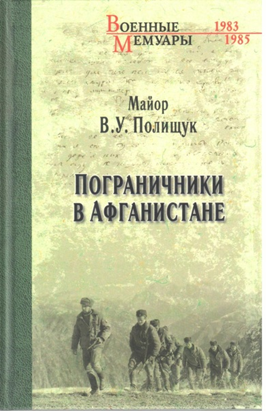 Военные
Мемуары
1983
1985
Майор
В.У. Полищук
Пограничники
в Афганистане